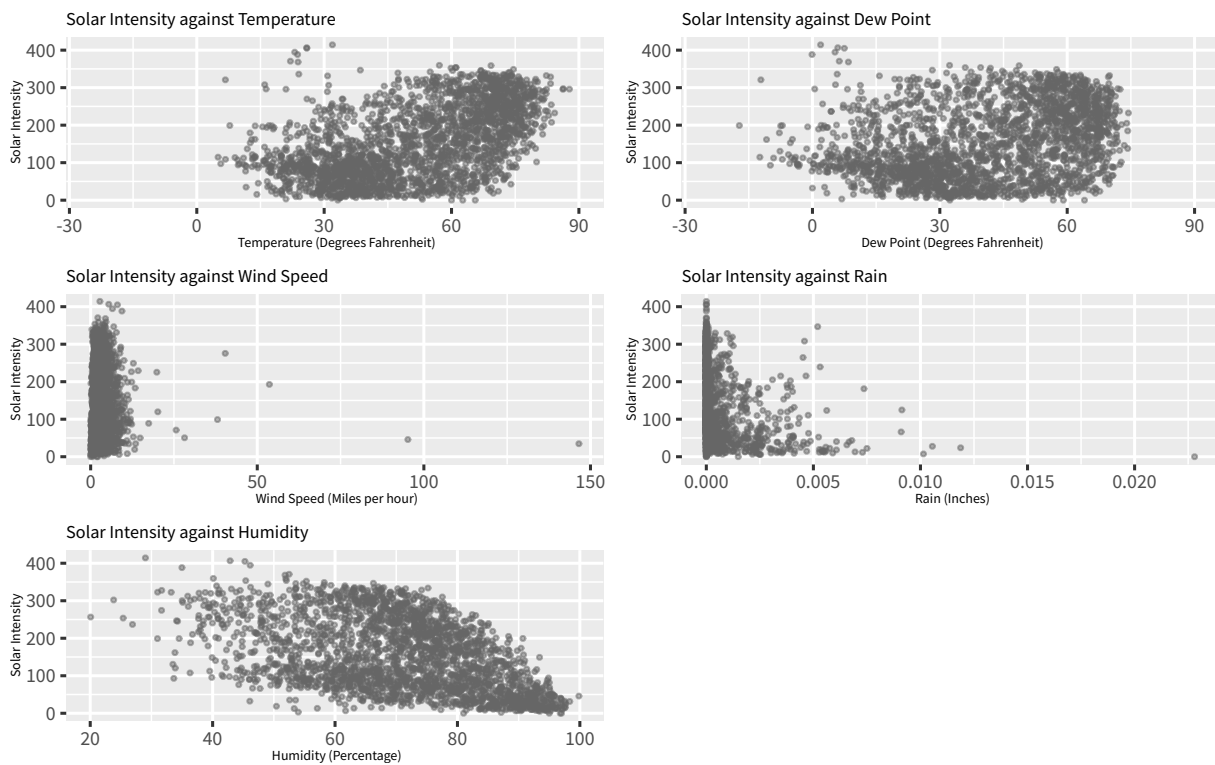 Solar Intensity against Temperature
400
300
200
100
0
Solar Intensity
-30 0 30 60 90
Temperature (Degrees Fahrenheit)
Solar Intensity against Dew Point
400
300
200
100
0
Solar Intensity
-30 0 30 60 90
Dew Point (Degrees Fahrenheit)
Solar Intensity against Wind Speed
400
300
200
100
0
Solar Intensity
0 50 100 150
Wind Speed (Miles per hour)
Solar Intensity against Rain
400
300
200
100
0
Solar Intensity
0.000 0.005 0.010 0.015 0.020
Rain (Inches)
Solar Intensity against Humidity
400
300
200
100
0
Solar Intensity
20 40 60 80 100
Humidity (Percentage)